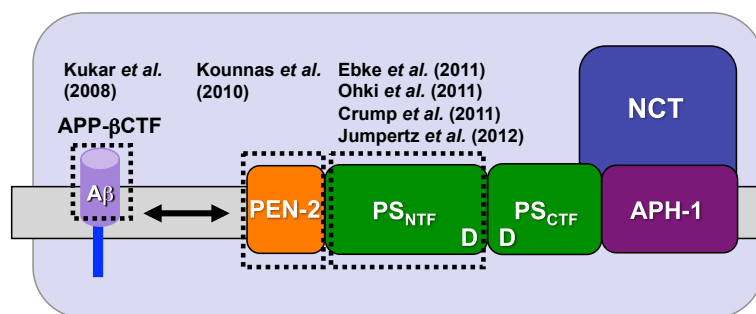 Kukar et al.
(2008)
Kounnas et al.
(2010)
Ebke et al. (2011)
Ohki et al. (2011)
Crump et al. (2011)
Jumpertz et al. (2012)
APP-βCTF
Aβ
PEN-2
PSNTF
D
D
PSCTF
APH-1
NCT